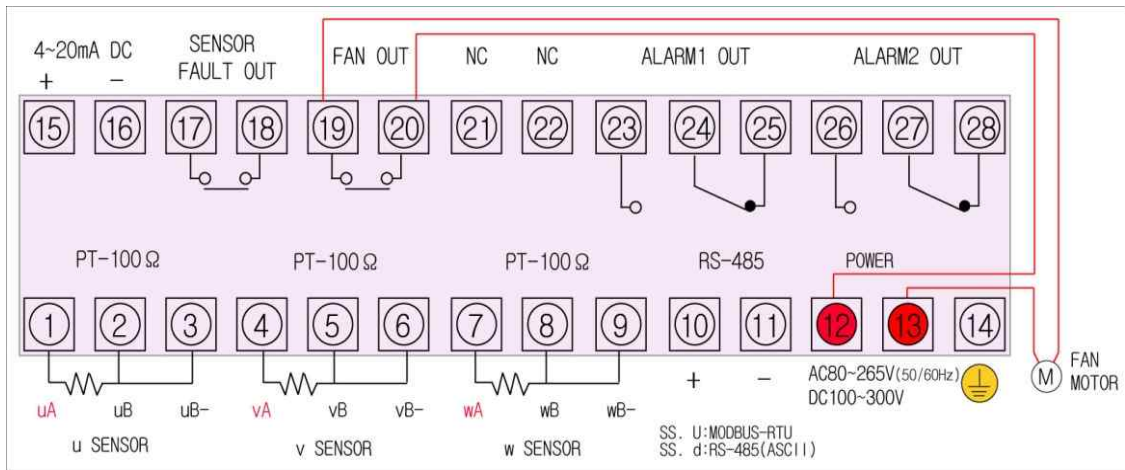 4~20mA DC
SENSOR
FAULT OUT
FAN OUT
NC
NC
ALARM1 OUT
ALARM2 OUT
+
−
15
16
17
18
19
20
21
22
23
24
25
26
27
28
PT-100Ω
PT-100Ω
PT-100Ω
RS-485
POWER
1
2
3
4
5
6
7
8
9
10
11
12
13
14
M
FAN
MOTOR
uA
uB
uB-
vA
vB
vB-
wA
wB
wB-
+
−
AC80~265V(50/60Hz)
DC100~300V
u SENSOR
v SENSOR
w SENSOR
SS. U:MODBUS-RTU
SS. d:RS-485(ASCII)